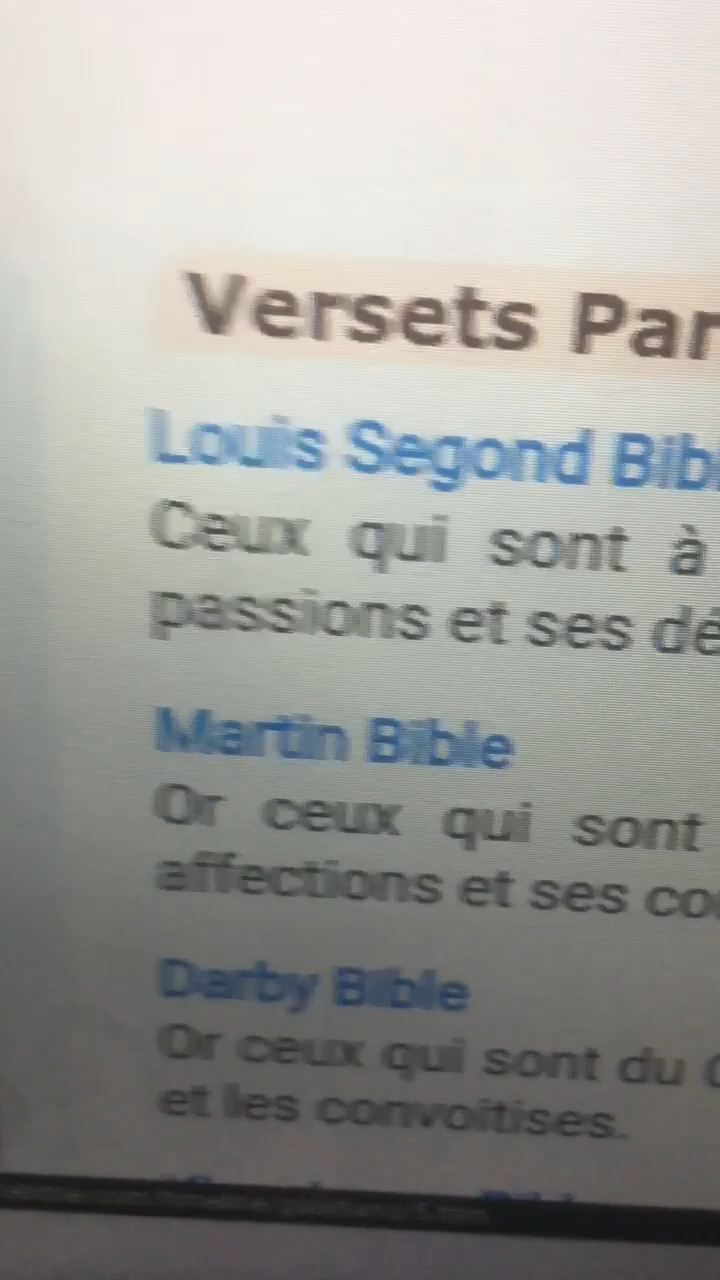 Versets Par
Louis Segond Bibl
Ceux qui sont à
passions et ses dé
Martin Bible
Or ceux qui sont
affections et ses co
Darby Bible
Or ceux qui sont du
et les convoitises.